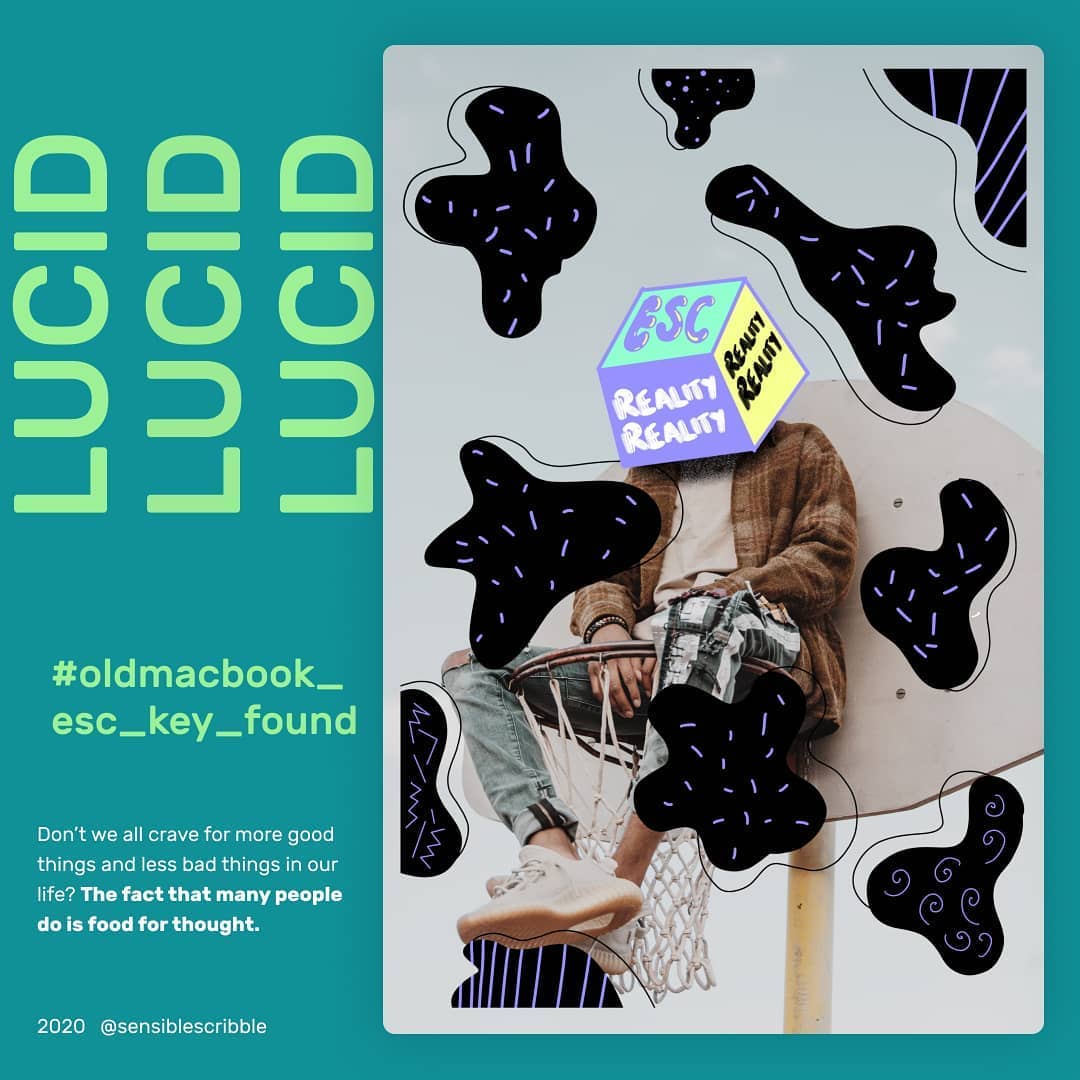 LUCID
LUCID
LUCID
#oldmacbook_
esc_key_found
Don’t we all crave for more good
things and less bad things in our
life? The fact that many people
do is food for thought.
2020 @sensiblescribble
ESC
REALITY
REALITY
REALITY
REALITY